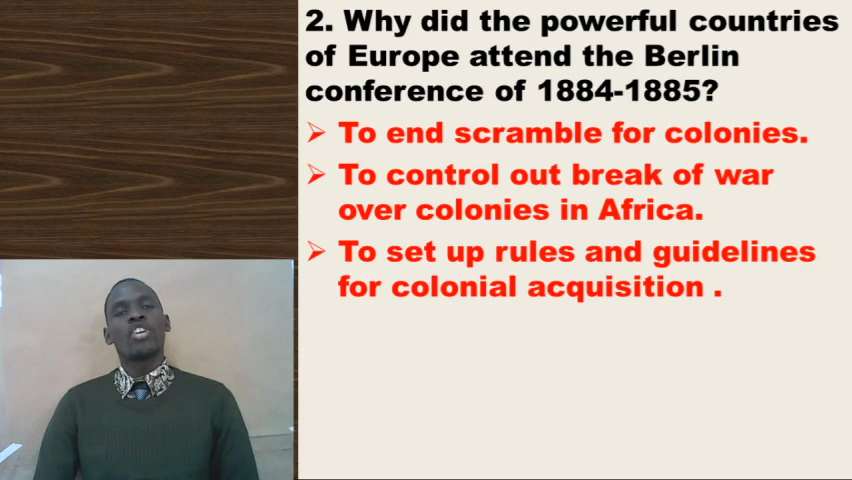 2. Why did the powerful countries
of Europe attend the Berlin
conference of 1884-1885?
➢ To end scramble for colonies.
➢ To control out break of war
over colonies in Africa.
➢ To set up rules and guidelines
for colonial acquisition .